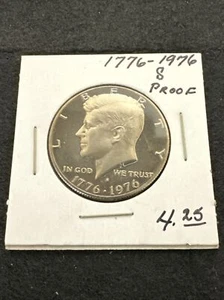 1776-1976
S
PROOF
LIBERTY
IN GOD WE TRUST
1776·1976
4.25